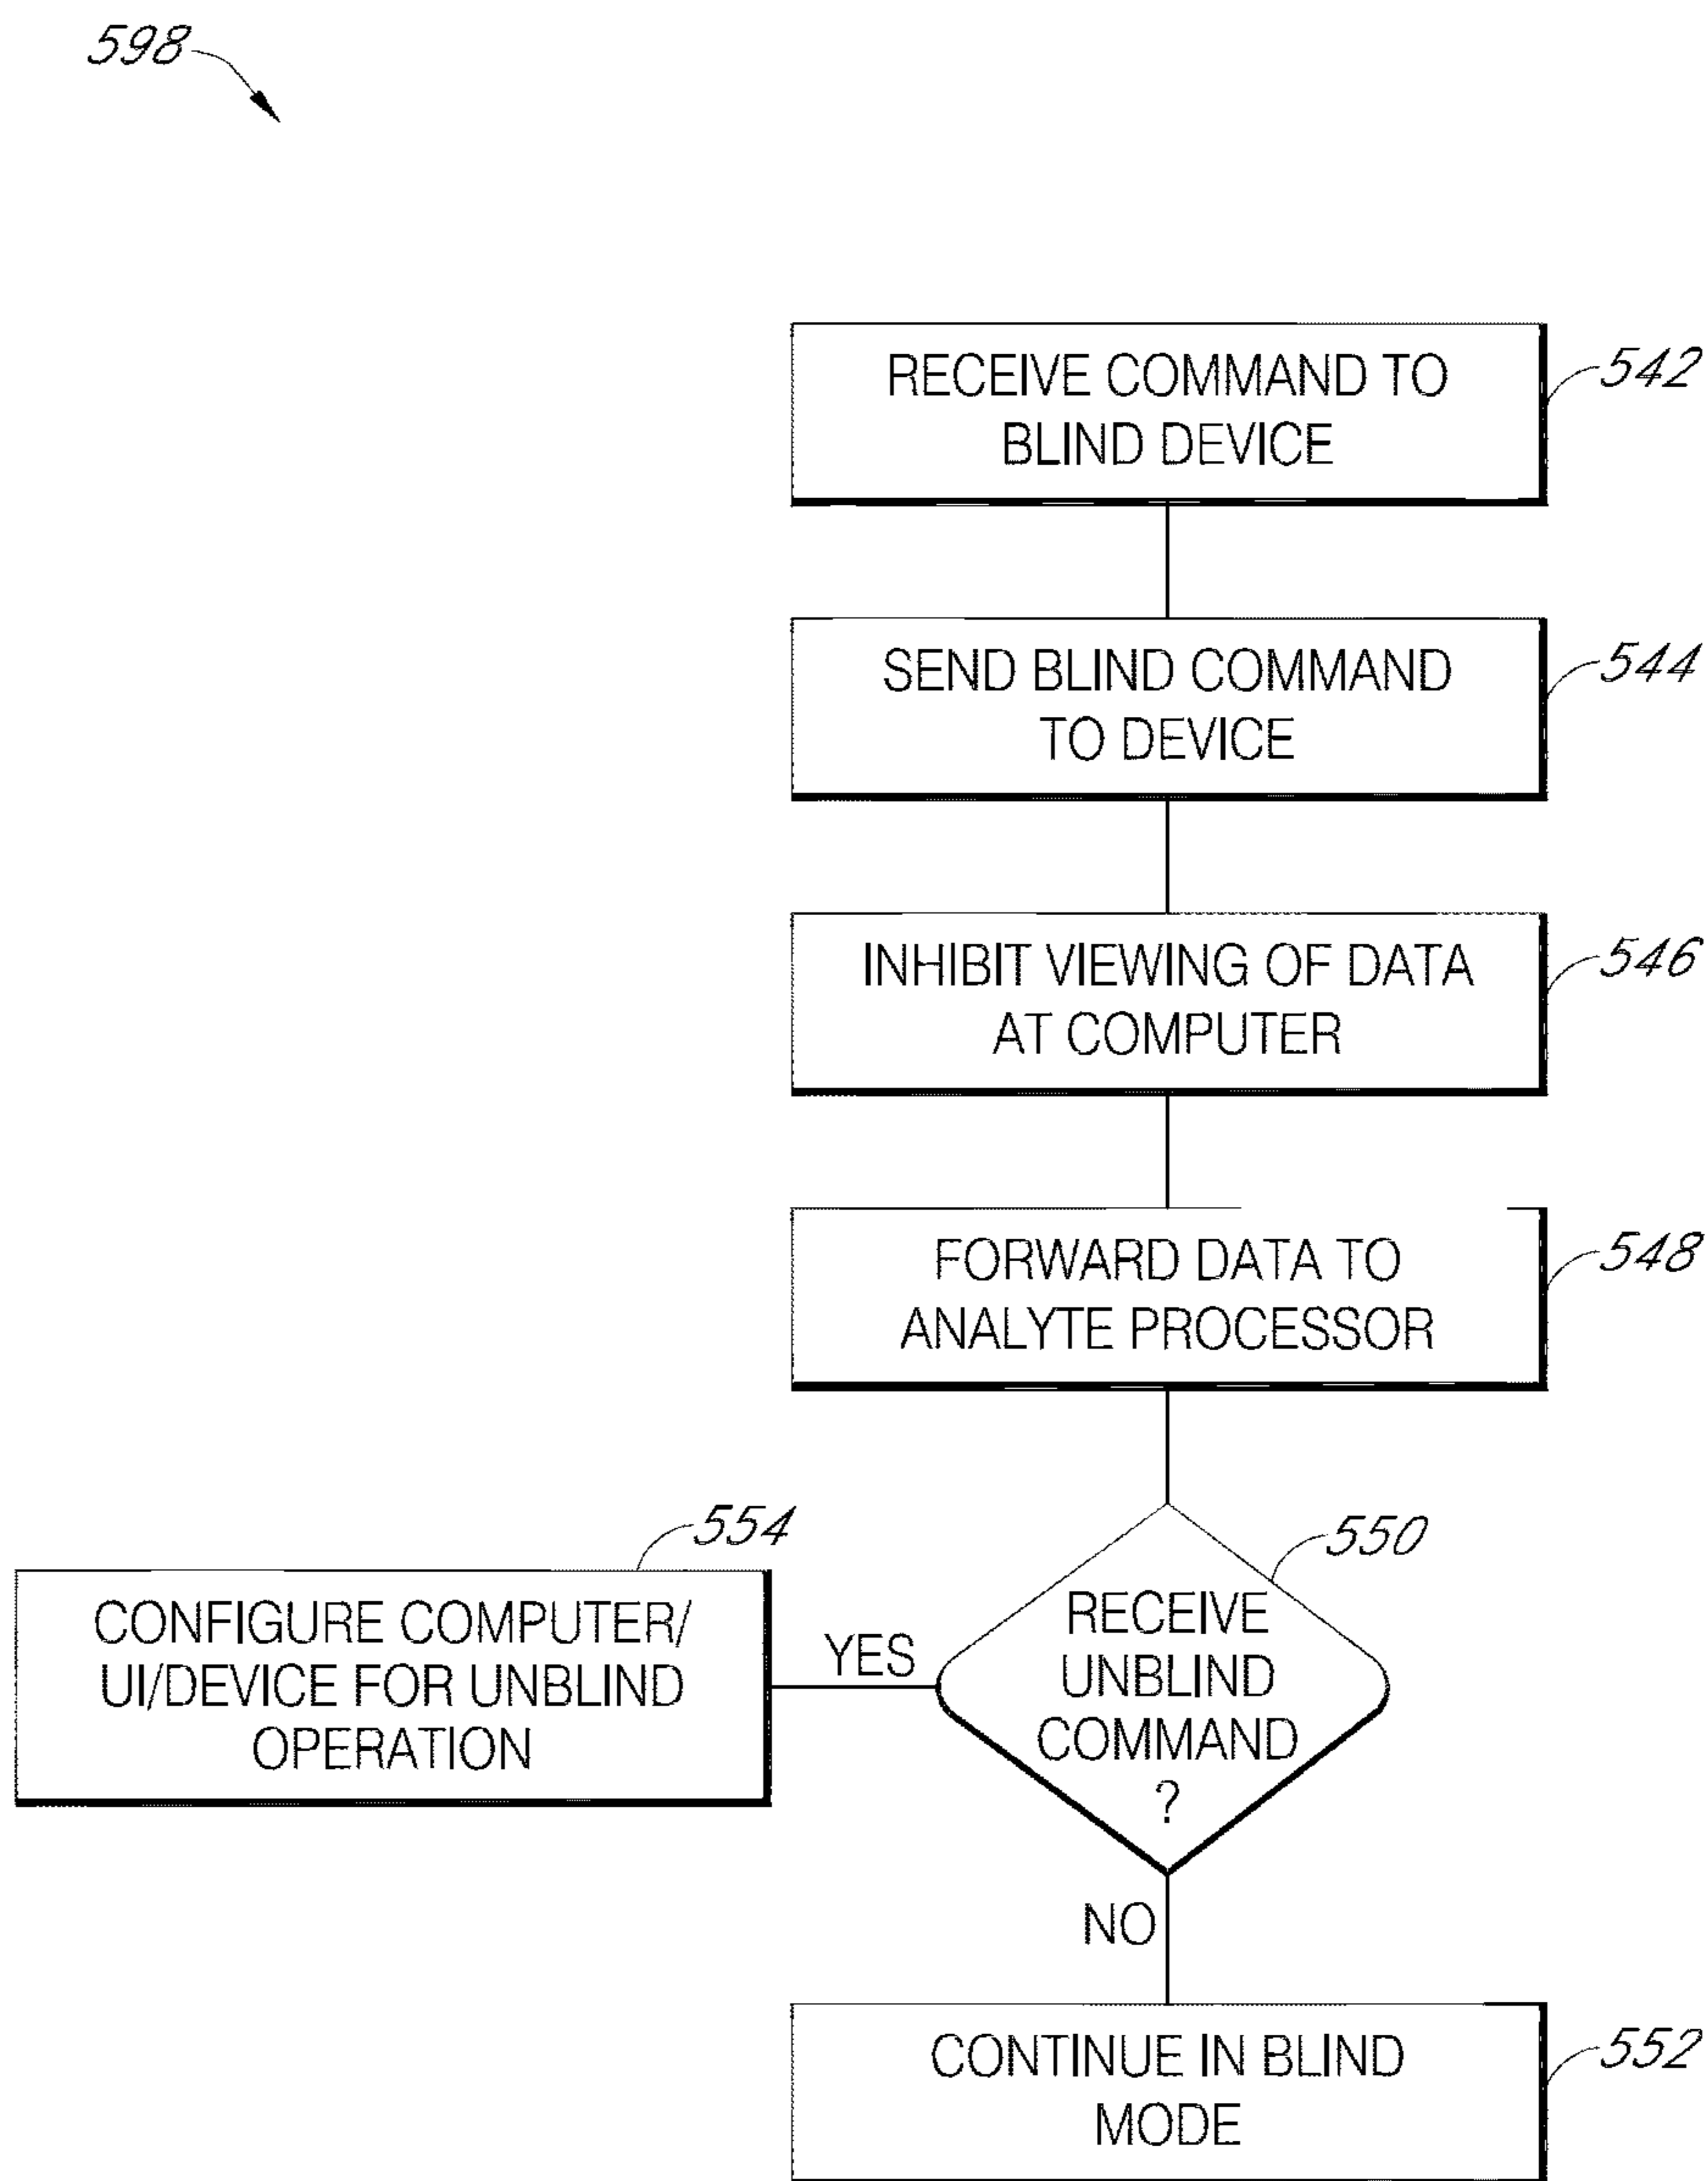 598
RECEIVE COMMAND TO
BLIND DEVICE
542
SEND BLIND COMMAND
TO DEVICE
544
INHIBIT VIEWING OF DATA
AT COMPUTER
546
FORWARD DATA TO
ANALYTE PROCESSOR
548
554
CONFIGURE COMPUTER/
UI/DEVICE FOR UNBLIND
OPERATION
YES
550
RECEIVE
UNBLIND
COMMAND
?
NO
CONTINUE IN BLIND
MODE
552